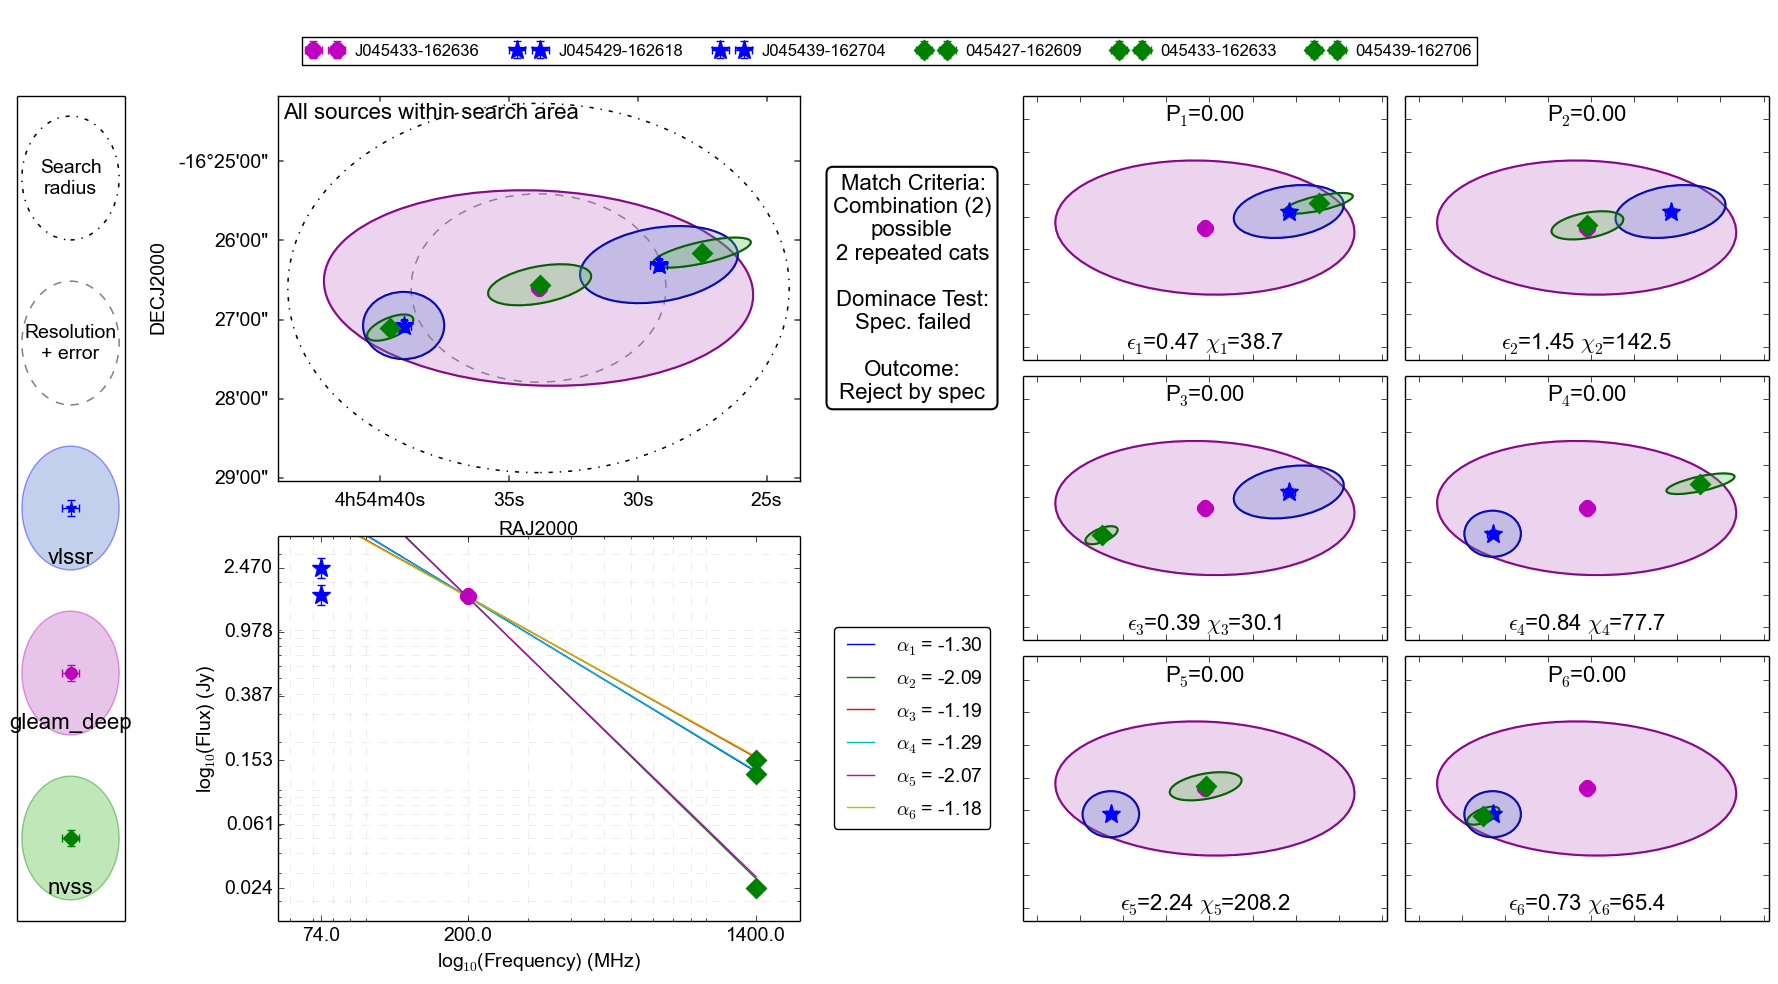 J045433-162636 J045429-162618 J045439-162704 045427-162609 045433-162633 045439-162706
Search
radius
Resolution
+ error
vlssr
gleam_deep
nvss
All sources within search area
DECJ2000
-16°25'00"
26'00"
27'00"
28'00"
29'00"
4h54m40s 35s 30s 25s
RAJ2000
Match Criteria:
Combination (2)
possible
2 repeated cats
Dominace Test:
Spec. failed
Outcome:
Reject by spec
log₁₀(Flux) (Jy)
2.470
0.978
0.387
0.153
0.061
0.024
74.0 200.0 1400.0
log₁₀(Frequency) (MHz)
α₁ = -1.30
α₂ = -2.09
α₃ = -1.19
α₄ = -1.29
α₅ = -2.07
α₆ = -1.18
P₁=0.00
ϵ₁=0.47 χ₁=38.7
P₂=0.00
ϵ₂=1.45 χ₂=142.5
P₃=0.00
ϵ₃=0.39 χ₃=30.1
P₄=0.00
ϵ₄=0.84 χ₄=77.7
P₅=0.00
ϵ₅=2.24 χ₅=208.2
P₆=0.00
ϵ₆=0.73 χ₆=65.4